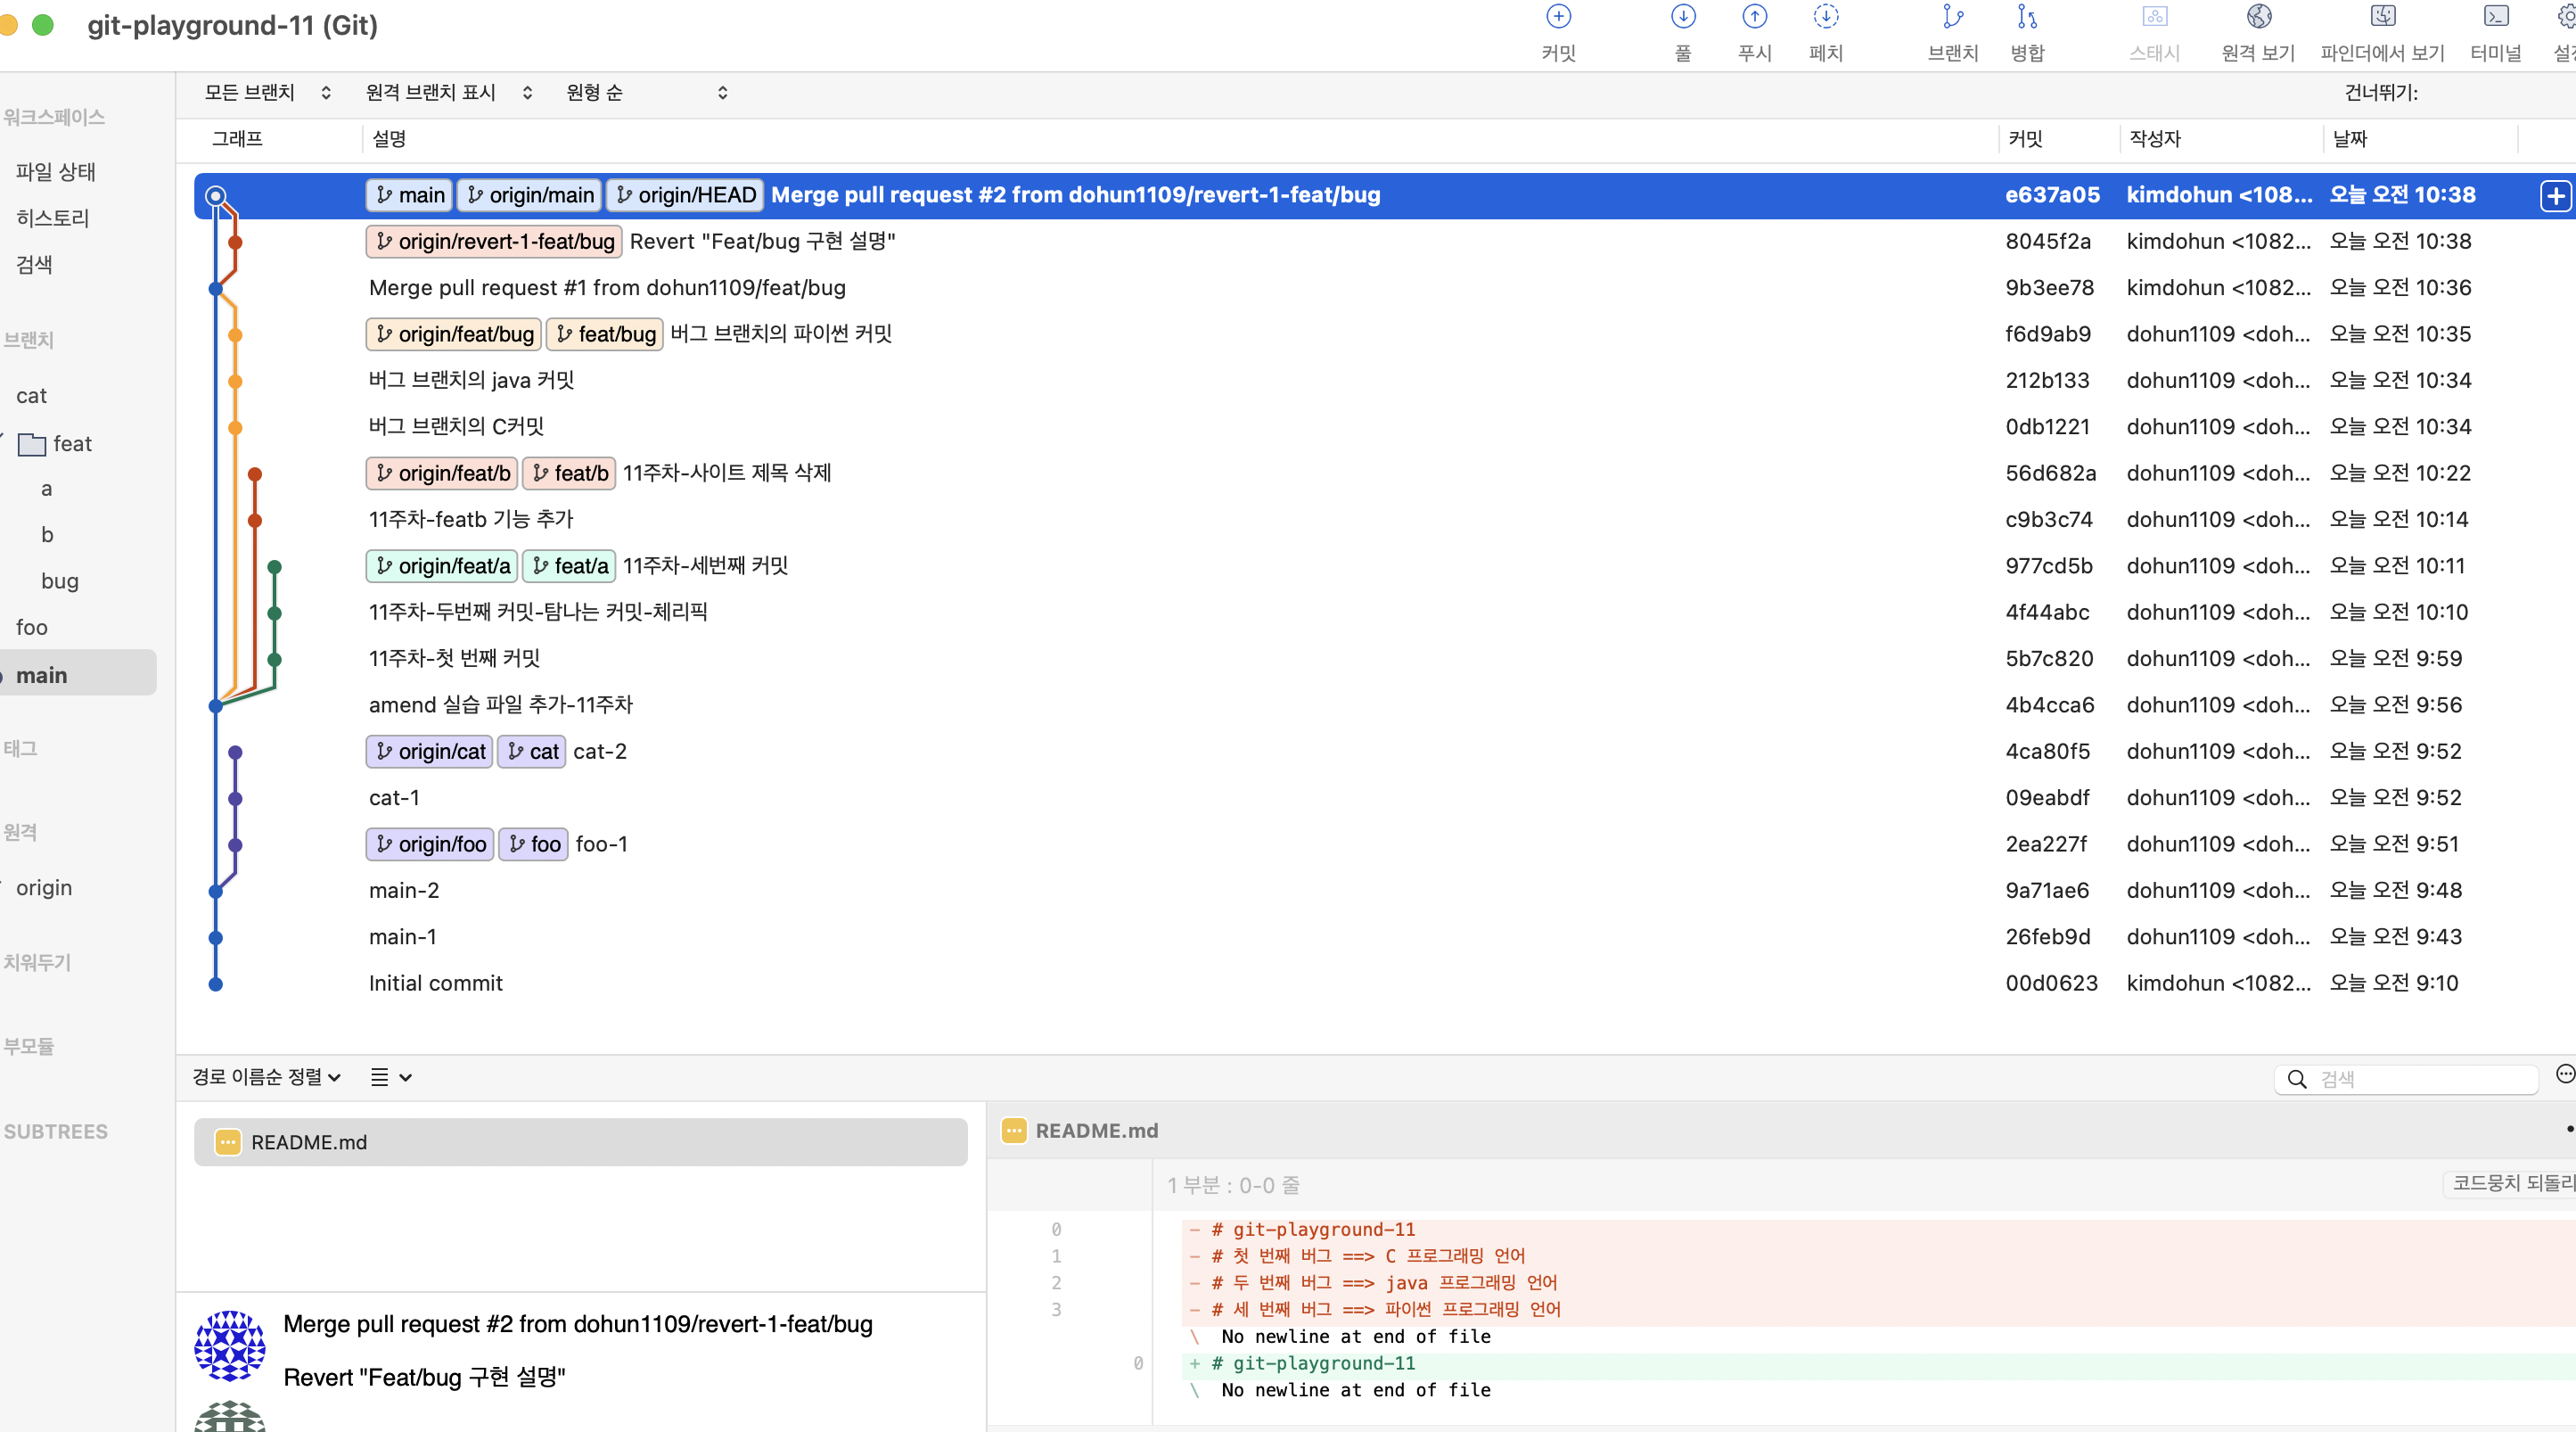 git-playground-11 (Git)
커밋
풀
푸시
페치
브랜치
병합
스태시
원격 보기
파인더에서 보기
터미널
모든 브랜치
원격 브랜치 표시
원형 순
건너뛰기:
그래프
설명
커밋
작성자
날짜
워크스페이스
파일 상태
히스토리
검색
브랜치
cat
feat
a
b
bug
foo
main
태그
원격
origin
치워두기
부모듈
SUBTREES
main origin/main origin/HEAD Merge pull request #2 from dohun1109/revert-1-feat/bug e637a05 kimdohun <108... 오늘 오전 10:38
origin/revert-1-feat/bug Revert "Feat/bug 구현 설명" 8045f2a kimdohun <1082... 오늘 오전 10:38
Merge pull request #1 from dohun1109/feat/bug 9b3ee78 kimdohun <1082... 오늘 오전 10:36
origin/feat/bug feat/bug 버그 브랜치의 파이썬 커밋 f6d9ab9 dohun1109 <doh... 오늘 오전 10:35
버그 브랜치의 java 커밋 212b133 dohun1109 <doh... 오늘 오전 10:34
버그 브랜치의 C커밋 0db1221 dohun1109 <doh... 오늘 오전 10:34
origin/feat/b feat/b 11주차-사이트 제목 삭제 56d682a dohun1109 <doh... 오늘 오전 10:22
11주차-featb 기능 추가 c9b3c74 dohun1109 <doh... 오늘 오전 10:14
origin/feat/a feat/a 11주차-세번째 커밋 977cd5b dohun1109 <doh... 오늘 오전 10:11
11주차-두번째 커밋-탐나는 커밋-체리픽 4f44abc dohun1109 <doh... 오늘 오전 10:10
11주차-첫 번째 커밋 5b7c820 dohun1109 <doh... 오늘 오전 9:59
amend 실습 파일 추가-11주차 4b4cca6 dohun1109 <doh... 오늘 오전 9:56
origin/cat cat cat-2 4ca80f5 dohun1109 <doh... 오늘 오전 9:52
cat-1 09eabdf dohun1109 <doh... 오늘 오전 9:52
origin/foo foo foo-1 2ea227f dohun1109 <doh... 오늘 오전 9:51
main-2 9a71ae6 dohun1109 <doh... 오늘 오전 9:48
main-1 26feb9d dohun1109 <doh... 오늘 오전 9:43
Initial commit 00d0623 kimdohun <1082... 오늘 오전 9:10
경로 이름순 정렬
검색
README.md
Merge pull request #2 from dohun1109/revert-1-feat/bug
Revert "Feat/bug 구현 설명"
README.md
1 부분 : 0-0 줄
코드뭉치 되돌리
0 - # git-playground-11
1 - # 첫 번째 버그 ==> C 프로그래밍 언어
2 - # 두 번째 버그 ==> java 프로그래밍 언어
3 - # 세 번째 버그 ==> 파이썬 프로그래밍 언어
\ No newline at end of file
0 + # git-playground-11
\ No newline at end of file